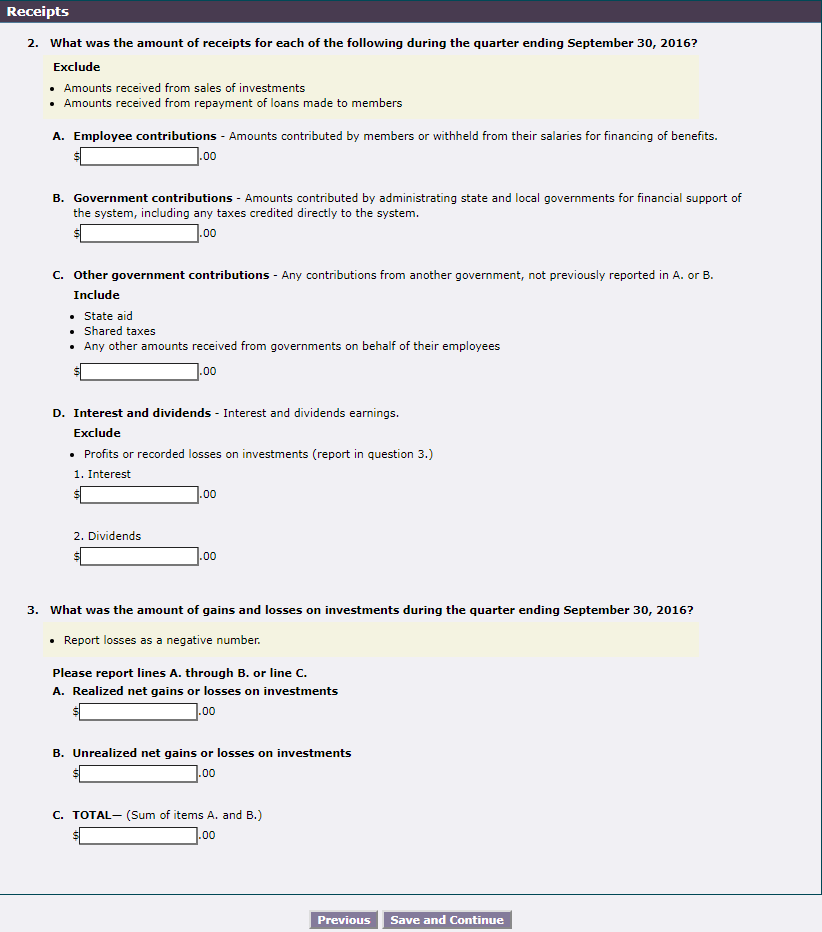 Receipts
2. What was the amount of receipts for each of the following during the quarter ending September 30, 2016?
Exclude
• Amounts received from sales of investments
• Amounts received from repayment of loans made to members
A. Employee contributions - Amounts contributed by members or withheld from their salaries for financing of benefits.
$ .00
B. Government contributions - Amounts contributed by administrating state and local governments for financial support of
the system, including any taxes credited directly to the system.
$ .00
C. Other government contributions - Any contributions from another government, not previously reported in A. or B.
Include
• State aid
• Shared taxes
• Any other amounts received from governments on behalf of their employees
$ .00
D. Interest and dividends - Interest and dividends earnings.
Exclude
• Profits or recorded losses on investments (report in question 3.)
1. Interest
$ .00
2. Dividends
$ .00
3. What was the amount of gains and losses on investments during the quarter ending September 30, 2016?
• Report losses as a negative number.
Please report lines A. through B. or line C.
A. Realized net gains or losses on investments
$ .00
B. Unrealized net gains or losses on investments
$ .00
C. TOTAL— (Sum of items A. and B.)
$ .00
Previous Save and Continue